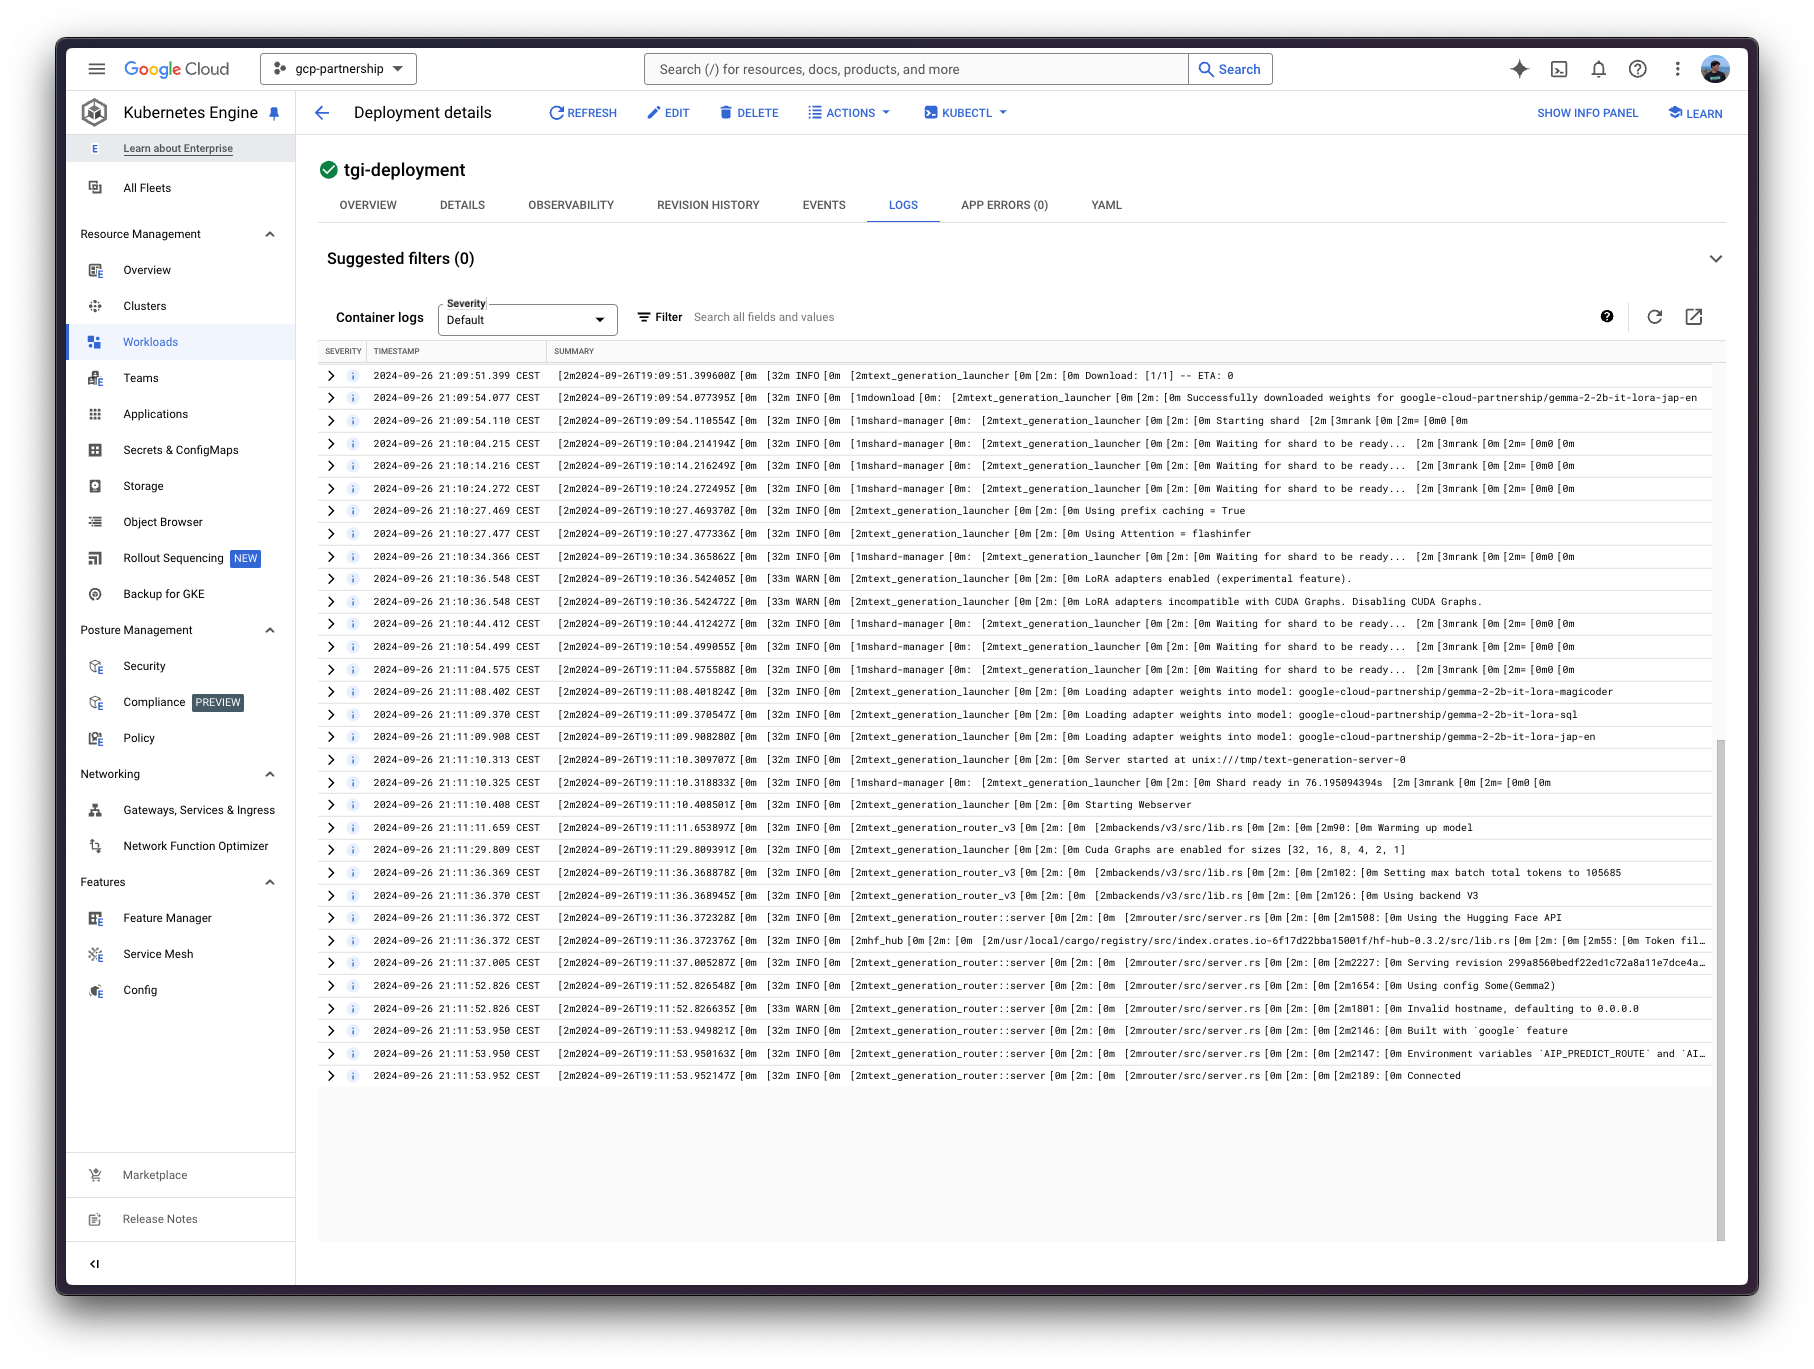 Google Cloud
gcp-partnership
Search (/) for resources, docs, products, and more
Search
Kubernetes Engine
Deployment details
REFRESH
EDIT
DELETE
ACTIONS
KUBECTL
SHOW INFO PANEL
LEARN
E Learn about Enterprise
All Fleets
Resource Management
Overview
Clusters
Workloads
Teams
Applications
Secrets & ConfigMaps
Storage
Object Browser
Rollout Sequencing NEW
Backup for GKE
Posture Management
Security
Compliance PREVIEW
Policy
Networking
Gateways, Services & Ingress
Network Function Optimizer
Features
Feature Manager
Service Mesh
Config
Marketplace
Release Notes
tgi-deployment
OVERVIEW DETAILS OBSERVABILITY REVISION HISTORY EVENTS LOGS APP ERRORS (0) YAML
Suggested filters (0)
Container logs
Severity
Default
Filter
Search all fields and values
SEVERITY TIMESTAMP SUMMARY
2024-09-26 21:09:51.399 CEST [2m2024-09-26T19:09:51.399600Z [0m [32m INFO [0m [2mtext_generation_launcher [0m [2m: [0m Download: [1/1] -- ETA: 0
2024-09-26 21:09:54.077 CEST [2m2024-09-26T19:09:54.077395Z [0m [32m INFO [0m [1mdownload [0m: [2mtext_generation_launcher [0m [2m: [0m Successfully downloaded weights for google-cloud-partnership/gemma-2-2b-it-lora-jap-en
2024-09-26 21:09:54.110 CEST [2m2024-09-26T19:09:54.110554Z [0m [32m INFO [0m [1mshard-manager [0m: [2mtext_generation_launcher [0m [2m: [0m Starting shard [2m [3mrank [0m [2m= [0m0 [0m
2024-09-26 21:10:04.215 CEST [2m2024-09-26T19:10:04.214194Z [0m [32m INFO [0m [1mshard-manager [0m: [2mtext_generation_launcher [0m [2m: [0m Waiting for shard to be ready... [2m [3mrank [0m [2m= [0m0 [0m
2024-09-26 21:10:14.216 CEST [2m2024-09-26T19:10:14.216249Z [0m [32m INFO [0m [1mshard-manager [0m: [2mtext_generation_launcher [0m [2m: [0m Waiting for shard to be ready... [2m [3mrank [0m [2m= [0m0 [0m
2024-09-26 21:10:24.272 CEST [2m2024-09-26T19:10:24.272495Z [0m [32m INFO [0m [1mshard-manager [0m: [2mtext_generation_launcher [0m [2m: [0m Waiting for shard to be ready... [2m [3mrank [0m [2m= [0m0 [0m
2024-09-26 21:10:27.469 CEST [2m2024-09-26T19:10:27.469370Z [0m [32m INFO [0m [2mtext_generation_launcher [0m [2m: [0m Using prefix caching = True
2024-09-26 21:10:27.477 CEST [2m2024-09-26T19:10:27.477336Z [0m [32m INFO [0m [2mtext_generation_launcher [0m [2m: [0m Using Attention = flashinfer
2024-09-26 21:10:34.366 CEST [2m2024-09-26T19:10:34.365862Z [0m [32m INFO [0m [1mshard-manager [0m: [2mtext_generation_launcher [0m [2m: [0m Waiting for shard to be ready... [2m [3mrank [0m [2m= [0m0 [0m
2024-09-26 21:10:36.548 CEST [2m2024-09-26T19:10:36.542405Z [0m [33m WARN [0m [2mtext_generation_launcher [0m [2m: [0m LoRA adapters enabled (experimental feature).
2024-09-26 21:10:36.548 CEST [2m2024-09-26T19:10:36.542472Z [0m [33m WARN [0m [2mtext_generation_launcher [0m [2m: [0m LoRA adapters incompatible with CUDA Graphs. Disabling CUDA Graphs.
2024-09-26 21:10:44.412 CEST [2m2024-09-26T19:10:44.412427Z [0m [32m INFO [0m [1mshard-manager [0m: [2mtext_generation_launcher [0m [2m: [0m Waiting for shard to be ready... [2m [3mrank [0m [2m= [0m0 [0m
2024-09-26 21:10:54.499 CEST [2m2024-09-26T19:10:54.499055Z [0m [32m INFO [0m [1mshard-manager [0m: [2mtext_generation_launcher [0m [2m: [0m Waiting for shard to be ready... [2m [3mrank [0m [2m= [0m0 [0m
2024-09-26 21:11:04.575 CEST [2m2024-09-26T19:11:04.575588Z [0m [32m INFO [0m [1mshard-manager [0m: [2mtext_generation_launcher [0m [2m: [0m Waiting for shard to be ready... [2m [3mrank [0m [2m= [0m0 [0m
2024-09-26 21:11:08.402 CEST [2m2024-09-26T19:11:08.401824Z [0m [32m INFO [0m [2mtext_generation_launcher [0m [2m: [0m Loading adapter weights into model: google-cloud-partnership/gemma-2-2b-it-lora-magicoder
2024-09-26 21:11:09.370 CEST [2m2024-09-26T19:11:09.370547Z [0m [32m INFO [0m [2mtext_generation_launcher [0m [2m: [0m Loading adapter weights into model: google-cloud-partnership/gemma-2-2b-it-lora-sql
2024-09-26 21:11:09.908 CEST [2m2024-09-26T19:11:09.908280Z [0m [32m INFO [0m [2mtext_generation_launcher [0m [2m: [0m Loading adapter weights into model: google-cloud-partnership/gemma-2-2b-it-lora-jap-en
2024-09-26 21:11:10.313 CEST [2m2024-09-26T19:11:10.309707Z [0m [32m INFO [0m [2mtext_generation_launcher [0m [2m: [0m Server started at unix:///tmp/text-generation-server-0
2024-09-26 21:11:10.325 CEST [2m2024-09-26T19:11:10.318833Z [0m [32m INFO [0m [1mshard-manager [0m: [2mtext_generation_launcher [0m [2m: [0m Shard ready in 76.195094394s [2m [3mrank [0m [2m= [0m0 [0m
2024-09-26 21:11:10.408 CEST [2m2024-09-26T19:11:10.408501Z [0m [32m INFO [0m [2mtext_generation_launcher [0m [2m: [0m Starting Webserver
2024-09-26 21:11:11.659 CEST [2m2024-09-26T19:11:11.653897Z [0m [32m INFO [0m [2mtext_generation_router_v3 [0m [2m: [0m [2mbackends/v3/src/lib.rs [0m [2m: [0m [2m90: [0m Warming up model
2024-09-26 21:11:29.809 CEST [2m2024-09-26T19:11:29.809391Z [0m [32m INFO [0m [2mtext_generation_launcher [0m [2m: [0m Cuda Graphs are enabled for sizes [32, 16, 8, 4, 2, 1]
2024-09-26 21:11:36.369 CEST [2m2024-09-26T19:11:36.368878Z [0m [32m INFO [0m [2mtext_generation_router_v3 [0m [2m: [0m [2mbackends/v3/src/lib.rs [0m [2m: [0m [2m102: [0m Setting max batch total tokens to 105685
2024-09-26 21:11:36.370 CEST [2m2024-09-26T19:11:36.368945Z [0m [32m INFO [0m [2mtext_generation_router_v3 [0m [2m: [0m [2mbackends/v3/src/lib.rs [0m [2m: [0m [2m126: [0m Using backend V3
2024-09-26 21:11:36.372 CEST [2m2024-09-26T19:11:36.372328Z [0m [32m INFO [0m [2mtext_generation_router::server [0m [2m: [0m [2mrouter/src/server.rs [0m [2m: [0m [2m1508: [0m Using the Hugging Face API
2024-09-26 21:11:36.372 CEST [2m2024-09-26T19:11:36.372376Z [0m [32m INFO [0m [2mhf_hub [0m [2m: [0m [2m/usr/local/cargo/registry/src/index.crates.io-6f17d22bba15001f/hf-hub-0.3.2/src/lib.rs [0m [2m: [0m [2m55: [0m Token fil…
2024-09-26 21:11:37.005 CEST [2m2024-09-26T19:11:37.005287Z [0m [32m INFO [0m [2mtext_generation_router::server [0m [2m: [0m [2mrouter/src/server.rs [0m [2m: [0m [2m2227: [0m Serving revision 299a8560bedf22ed1c72a8a11e7dce4a…
2024-09-26 21:11:52.826 CEST [2m2024-09-26T19:11:52.826548Z [0m [32m INFO [0m [2mtext_generation_router::server [0m [2m: [0m [2mrouter/src/server.rs [0m [2m: [0m [2m1654: [0m Using config Some(Gemma2)
2024-09-26 21:11:52.826 CEST [2m2024-09-26T19:11:52.826635Z [0m [33m WARN [0m [2mtext_generation_router::server [0m [2m: [0m [2mrouter/src/server.rs [0m [2m: [0m [2m1801: [0m Invalid hostname, defaulting to 0.0.0.0
2024-09-26 21:11:53.950 CEST [2m2024-09-26T19:11:53.949821Z [0m [32m INFO [0m [2mtext_generation_router::server [0m [2m: [0m [2mrouter/src/server.rs [0m [2m: [0m [2m2146: [0m Built with `google` feature
2024-09-26 21:11:53.950 CEST [2m2024-09-26T19:11:53.950163Z [0m [32m INFO [0m [2mtext_generation_router::server [0m [2m: [0m [2mrouter/src/server.rs [0m [2m: [0m [2m2147: [0m Environment variables `AIP_PREDICT_ROUTE` and `AI…
2024-09-26 21:11:53.952 CEST [2m2024-09-26T19:11:53.952147Z [0m [32m INFO [0m [2mtext_generation_router::server [0m [2m: [0m [2mrouter/src/server.rs [0m [2m: [0m [2m2189: [0m Connected